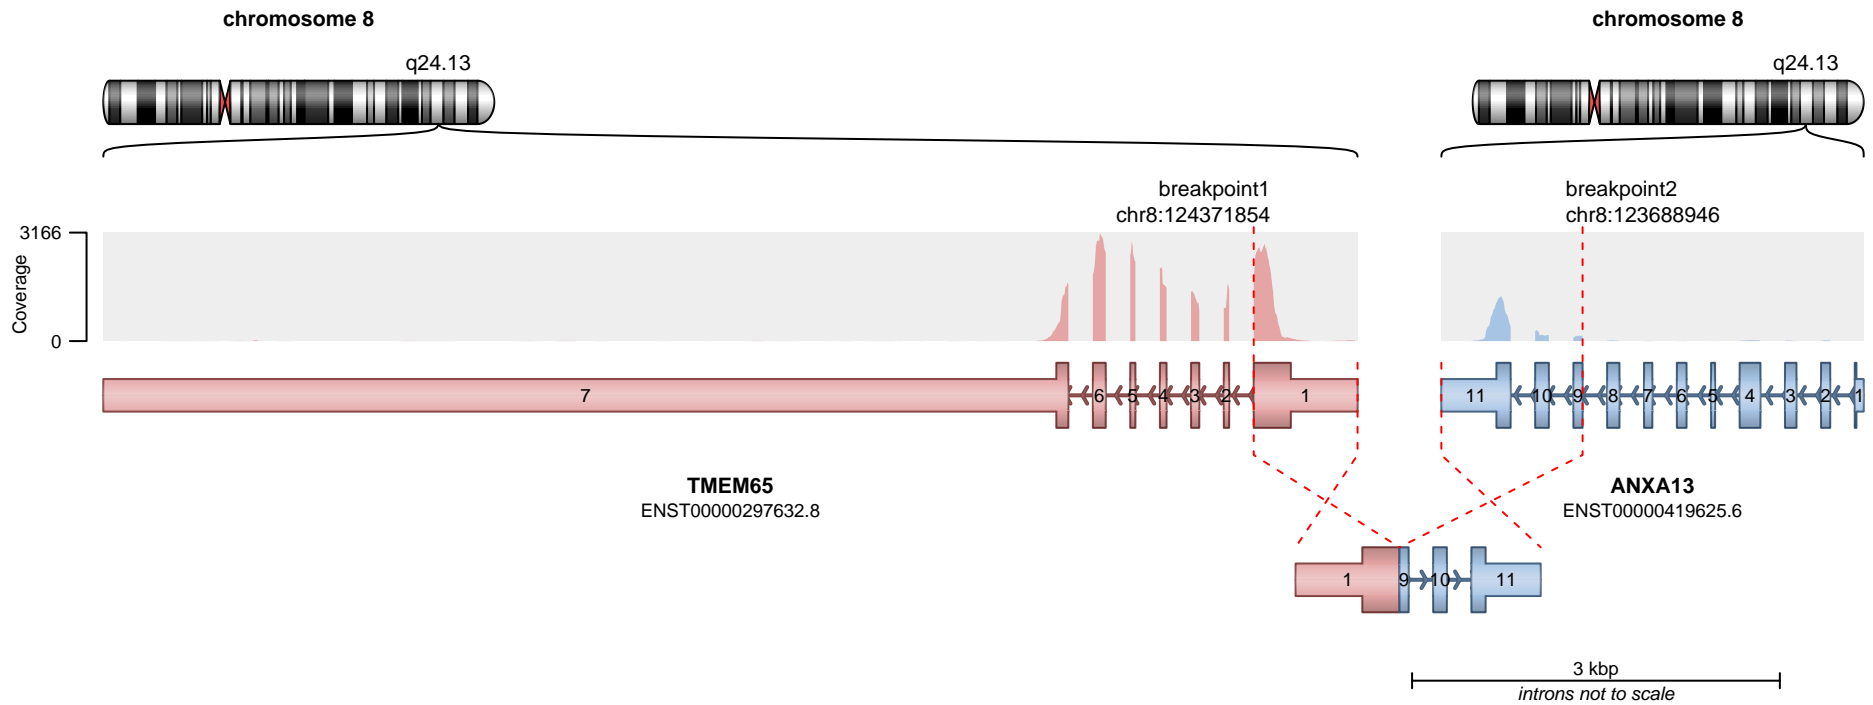 chromosome 8
chromosome 8
q24.13
q24.13
breakpoint1
chr8:124371854
breakpoint2
chr8:123688946
3166
Coverage
0
7 6 5 4 3 2 1
11 10 9 8 7 6 5 4 3 2 1
TMEM65
ENST00000297632.8
ANXA13
ENST00000419625.6
1 9 10 11
3 kbp
introns not to scale